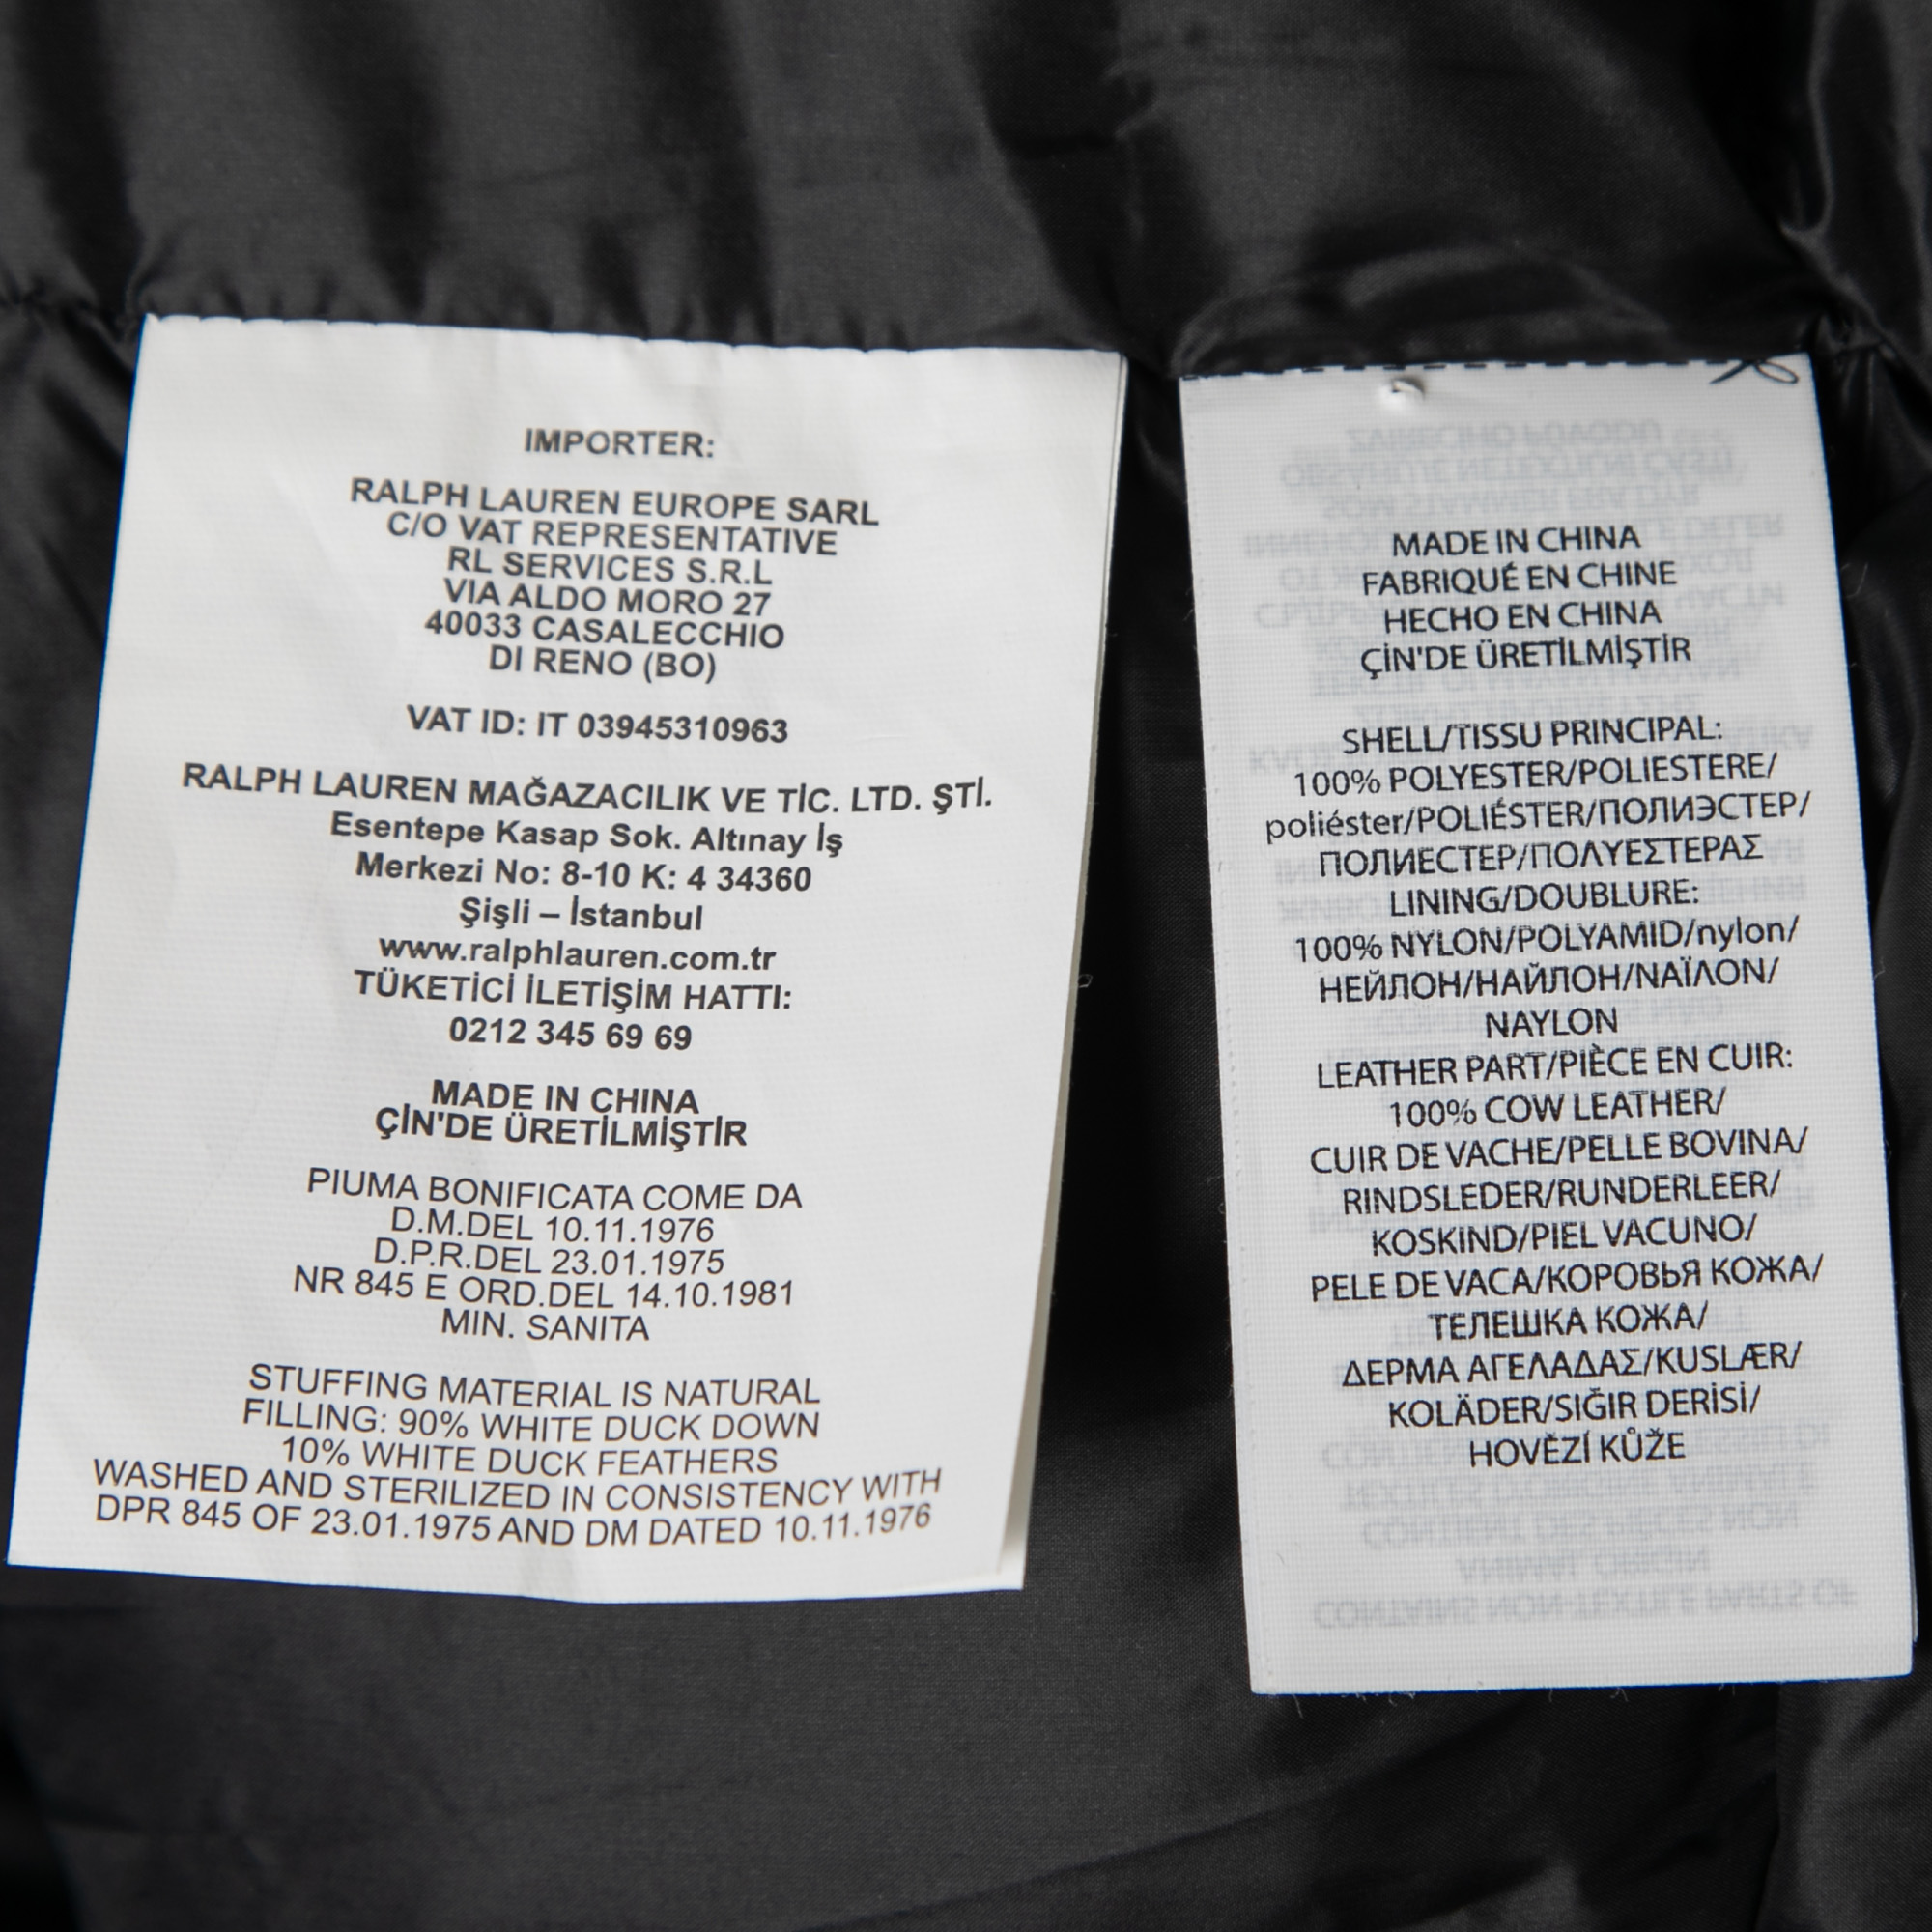 IMPORTER:
RALPH LAUREN EUROPE SARL
C/O VAT REPRESENTATIVE
RL SERVICES S.R.L
VIA ALDO MORO 27
40033 CASALECCHIO
DI RENO (BO)
VAT ID: IT 03945310963
RALPH LAUREN MAĞAZACILIK VE TİC. LTD. ŞTİ.
Esentepe Kasap Sok. Altınay İş
Merkezi No: 8-10 K: 4 34360
Şişli – İstanbul
www.ralphlauren.com.tr
TÜKETİCİ İLETİŞİM HATTI:
0212 345 69 69
MADE IN CHINA
ÇİN'DE ÜRETİLMİŞTİR
PIUMA BONIFICATA COME DA
D.M.DEL 10.11.1976
D.P.R.DEL 23.01.1975
NR 845 E ORD.DEL 14.10.1981
MIN. SANITA
STUFFING MATERIAL IS NATURAL
FILLING: 90% WHITE DUCK DOWN
10% WHITE DUCK FEATHERS
WASHED AND STERILIZED IN CONSISTENCY WITH
DPR 845 OF 23.01.1975 AND DM DATED 10.11.1976
MADE IN CHINA
FABRIQUÉ EN CHINE
HECHO EN CHINA
ÇİN'DE ÜRETİLMİŞTİR
SHELL/TISSU PRINCIPAL:
100% POLYESTER/POLIESTERE/
poliéster/POLIÉSTER/ПОЛИЭСТЕР/
ПОЛИЕСТЕР/ΠΟΛΥΕΣΤΕΡΑΣ
LINING/DOUBLURE:
100% NYLON/POLYAMID/nylon/
НЕЙЛОН/НАЙЛОН/ΝΑΪΛΟΝ/
NAYLON
LEATHER PART/PIÈCE EN CUIR:
100% COW LEATHER/
CUIR DE VACHE/PELLE BOVINA/
RINDSLEDER/RUNDERLEER/
KOSKIND/PIEL VACUNO/
PELE DE VACA/КОРОВЬЯ КОЖА/
ТЕЛЕШКА КОЖА/
ΔΕΡΜΑ ΑΓΕΛΑΔΑΣ/KUSLÆR/
KOLÄDER/SIĞIR DERİSİ/
HOVĚZÍ KŮŽE